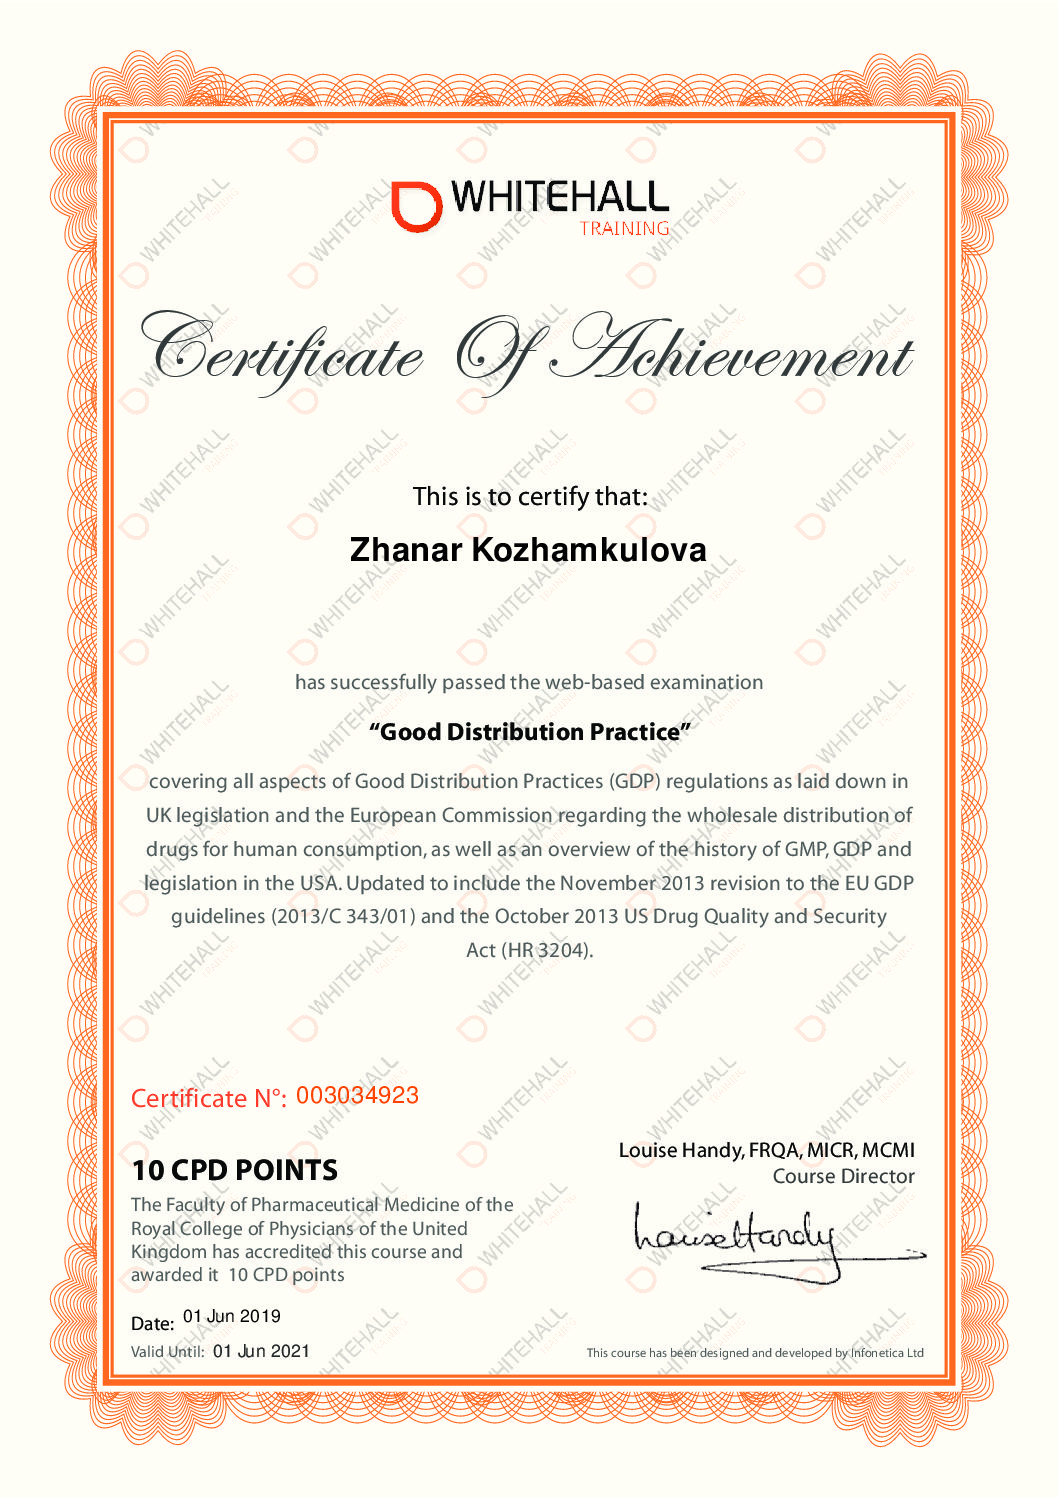 WHITEHALL
TRAINING
Certificate Of Achievement
This is to certify that:
Zhanar Kozhamkulova
has successfully passed the web-based examination
“Good Distribution Practice”
covering all aspects of Good Distribution Practices (GDP) regulations as laid down in
UK legislation and the European Commission regarding the wholesale distribution of
drugs for human consumption, as well as an overview of the history of GMP, GDP and
legislation in the USA. Updated to include the November 2013 revision to the EU GDP
guidelines (2013/C 343/01) and the October 2013 US Drug Quality and Security
Act (HR 3204).
Certificate N°: 003034923
Louise Handy, FRQA, MICR, MCMI
Course Director
Louise Handy
10 CPD POINTS
The Faculty of Pharmaceutical Medicine of the
Royal College of Physicians of the United
Kingdom has accredited this course and
awarded it 10 CPD points
Date: 01 Jun 2019
Valid Until: 01 Jun 2021
This course has been designed and developed by Infonetica Ltd